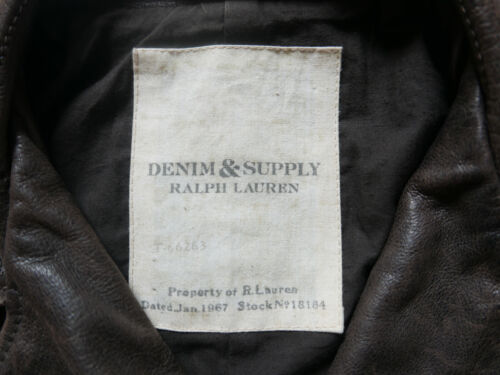 DENIM & SUPPLY
RALPH LAUREN
T-66263
Property of R.Lauren
Dated Jan 1967 Stock No 18184